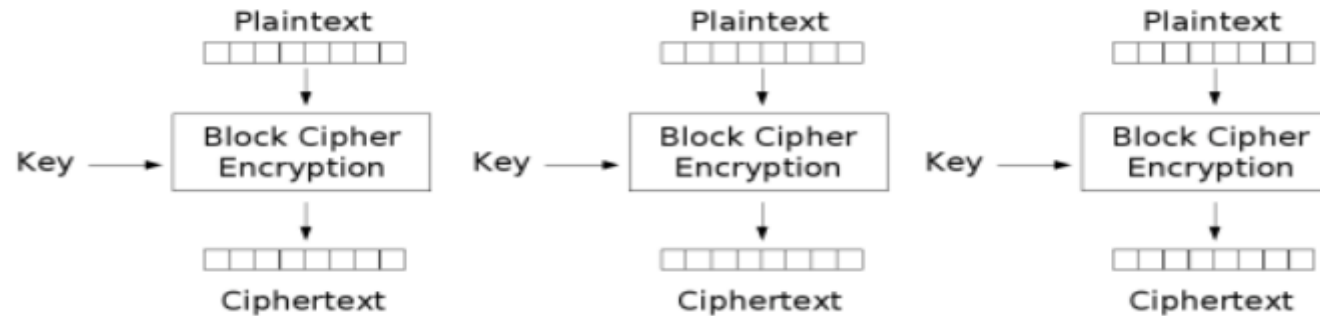 Plaintext
Plaintext
Plaintext
Key
Block Cipher
Encryption
Key
Block Cipher
Encryption
Key
Block Cipher
Encryption
Ciphertext
Ciphertext
Ciphertext